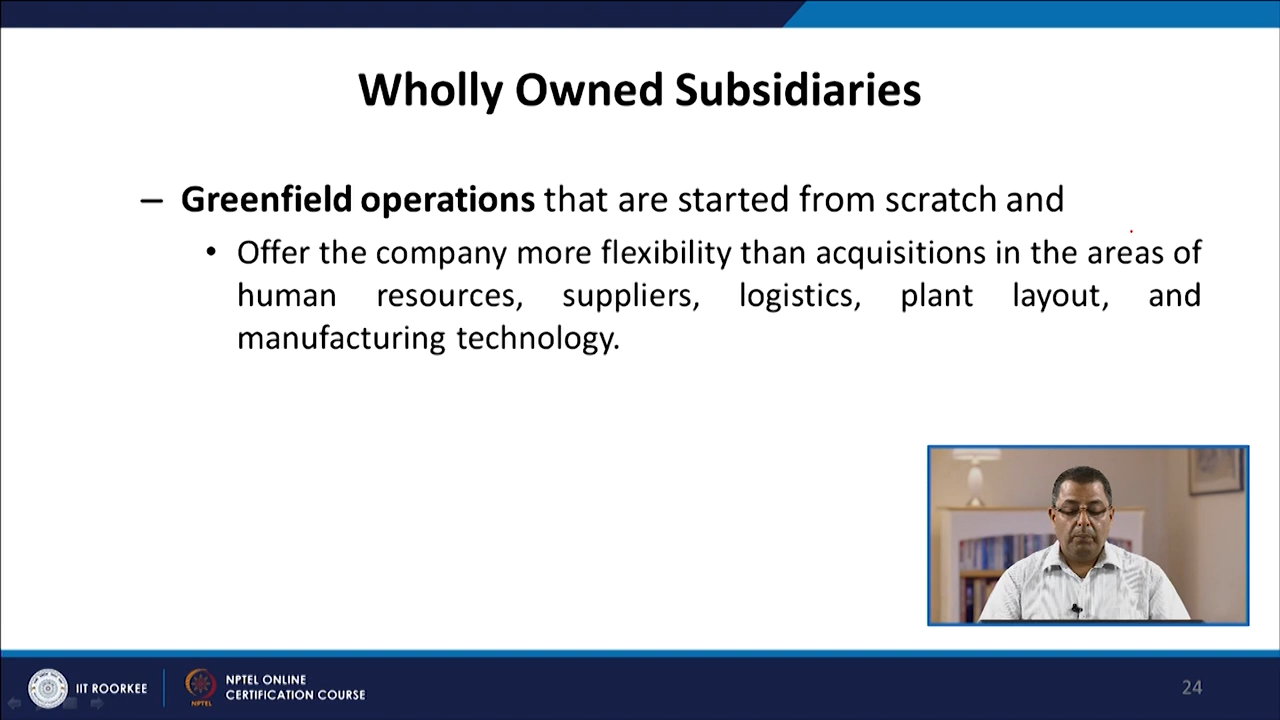 Wholly Owned Subsidiaries
– Greenfield operations that are started from scratch and
• Offer the company more flexibility than acquisitions in the areas of
human resources, suppliers, logistics, plant layout, and
manufacturing technology.
IIT ROORKEE
NPTEL
NPTEL ONLINE
CERTIFICATION COURSE
24